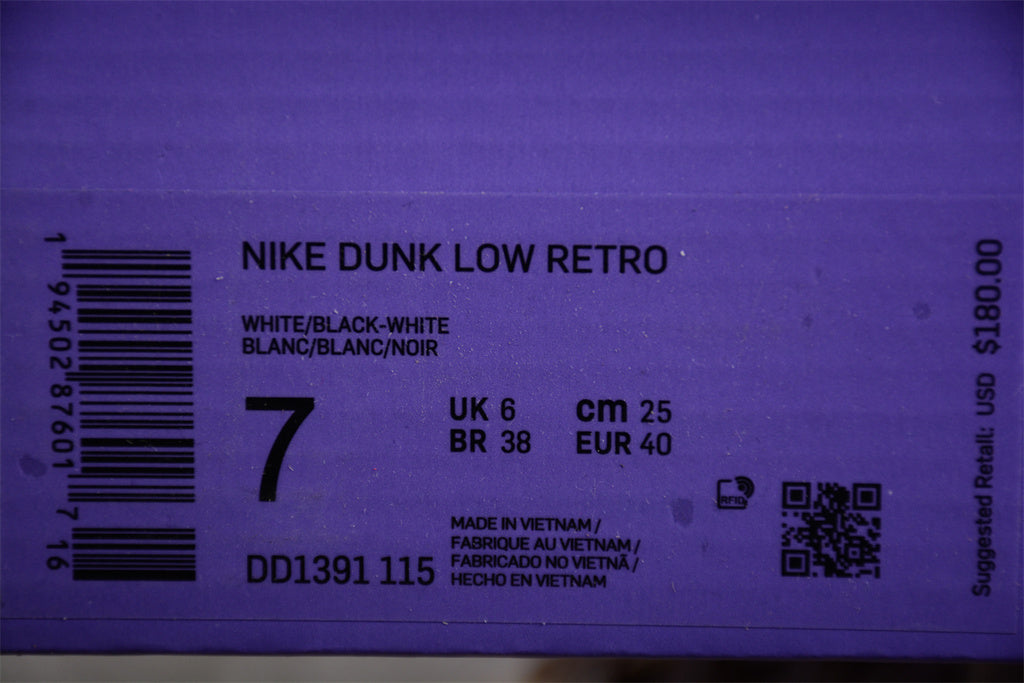 NIKE DUNK LOW RETRO
WHITE/BLACK-WHITE
BLANC/BLANC/NOIR
7
UK 6 cm 25
BR 38 EUR 40
MADE IN VIETNAM /
FABRIQUE AU VIETNAM /
FABRICADO NO VIETNÃ /
HECHO EN VIETNAM
DD1391 115
RFID
1 94502 87601 7 16
Suggested Retail: USD $180.00